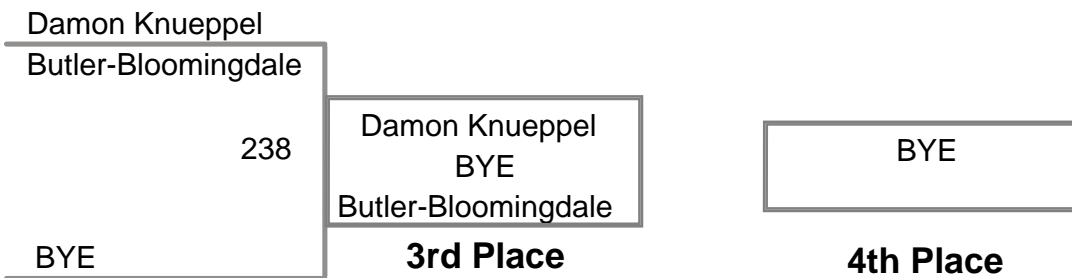 Damon Knueppel
Butler-Bloomingdale
238
BYE
Damon Knueppel
BYE
Butler-Bloomingdale
3rd Place
BYE
4th Place